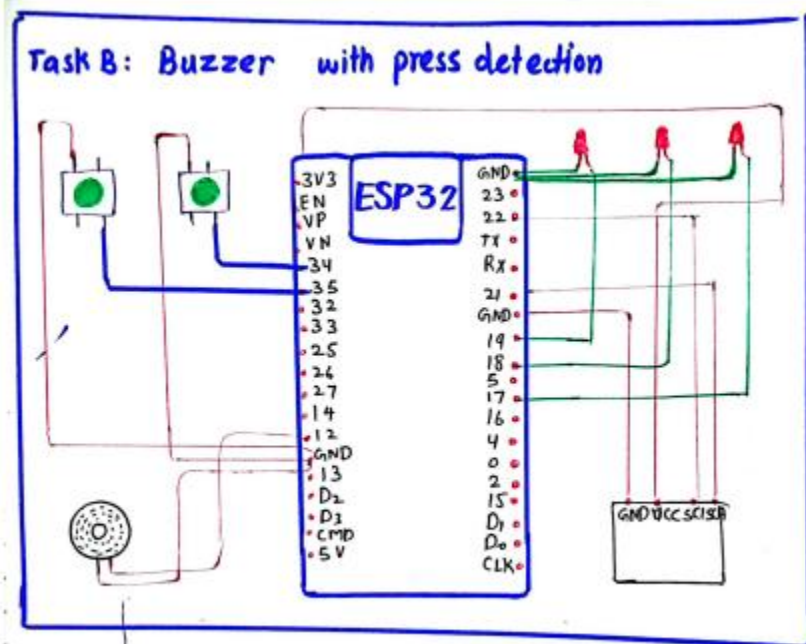 Task B: Buzzer with press detection
ESP32
3V3
EN
VP
VN
34
35
32
33
25
26
27
14
12
GND
13
D2
D3
CMD
5V
GND
23
22
TX
RX
21
GND
19
18
5
17
16
4
0
2
15
D1
D0
CLK
GND VCC SCL SDA